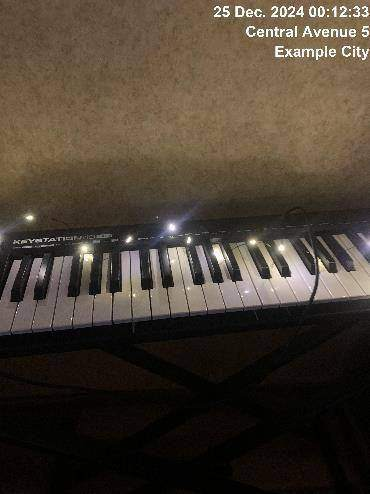 25 Dec. 2024 00:12:33
Central Avenue 5
Example City
KEYSTATION